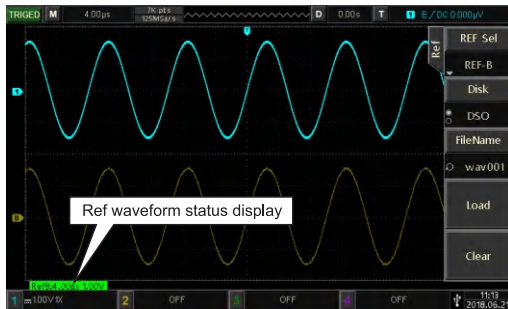 TRIGED M 4.00μs 7K pts D 0.00s T 1 E/DC 0.000μV
125MSa/s
Ref
REF Sel
REF-B
Disk
DSO
FileName
wav001
Load
Clear
1
B
Ref waveform status display
RefB:4.00μs 1.00V
1 1.00V 1X 2 OFF 3 OFF 4 OFF 11:13
2018.06.21